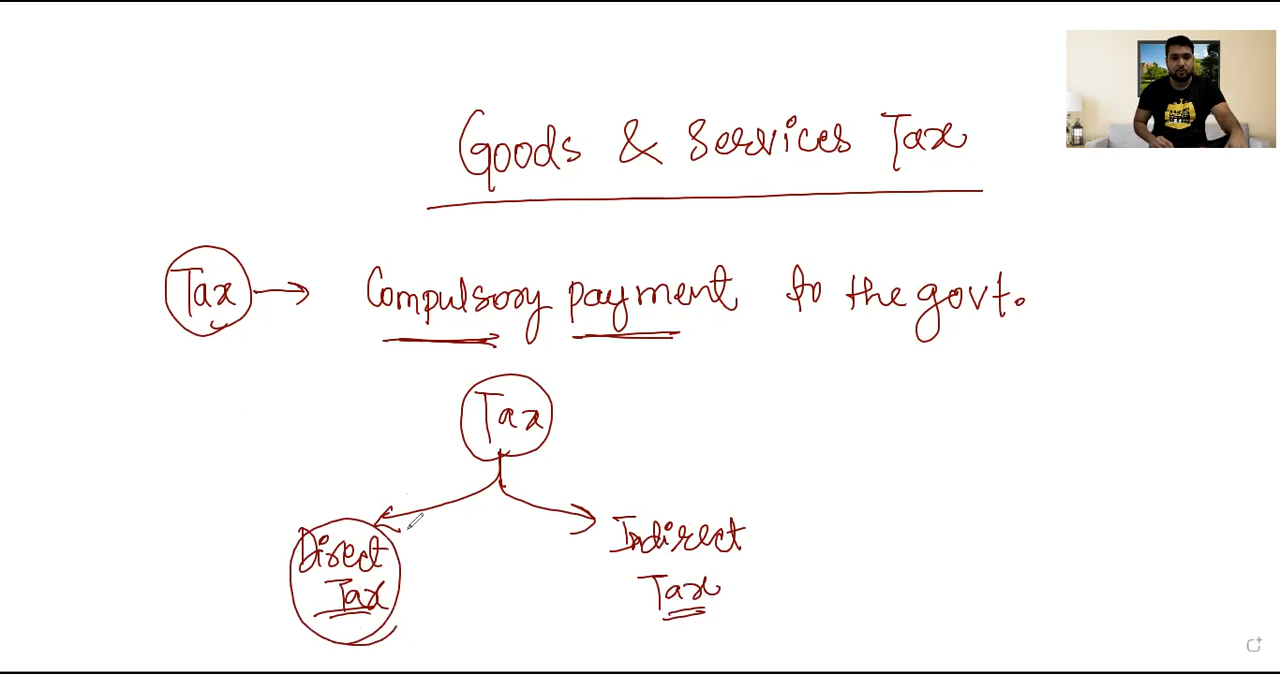 Goods & Services Tax
Tax → Compulsory payment to the govt.
Tax
Direct Tax
Indirect Tax